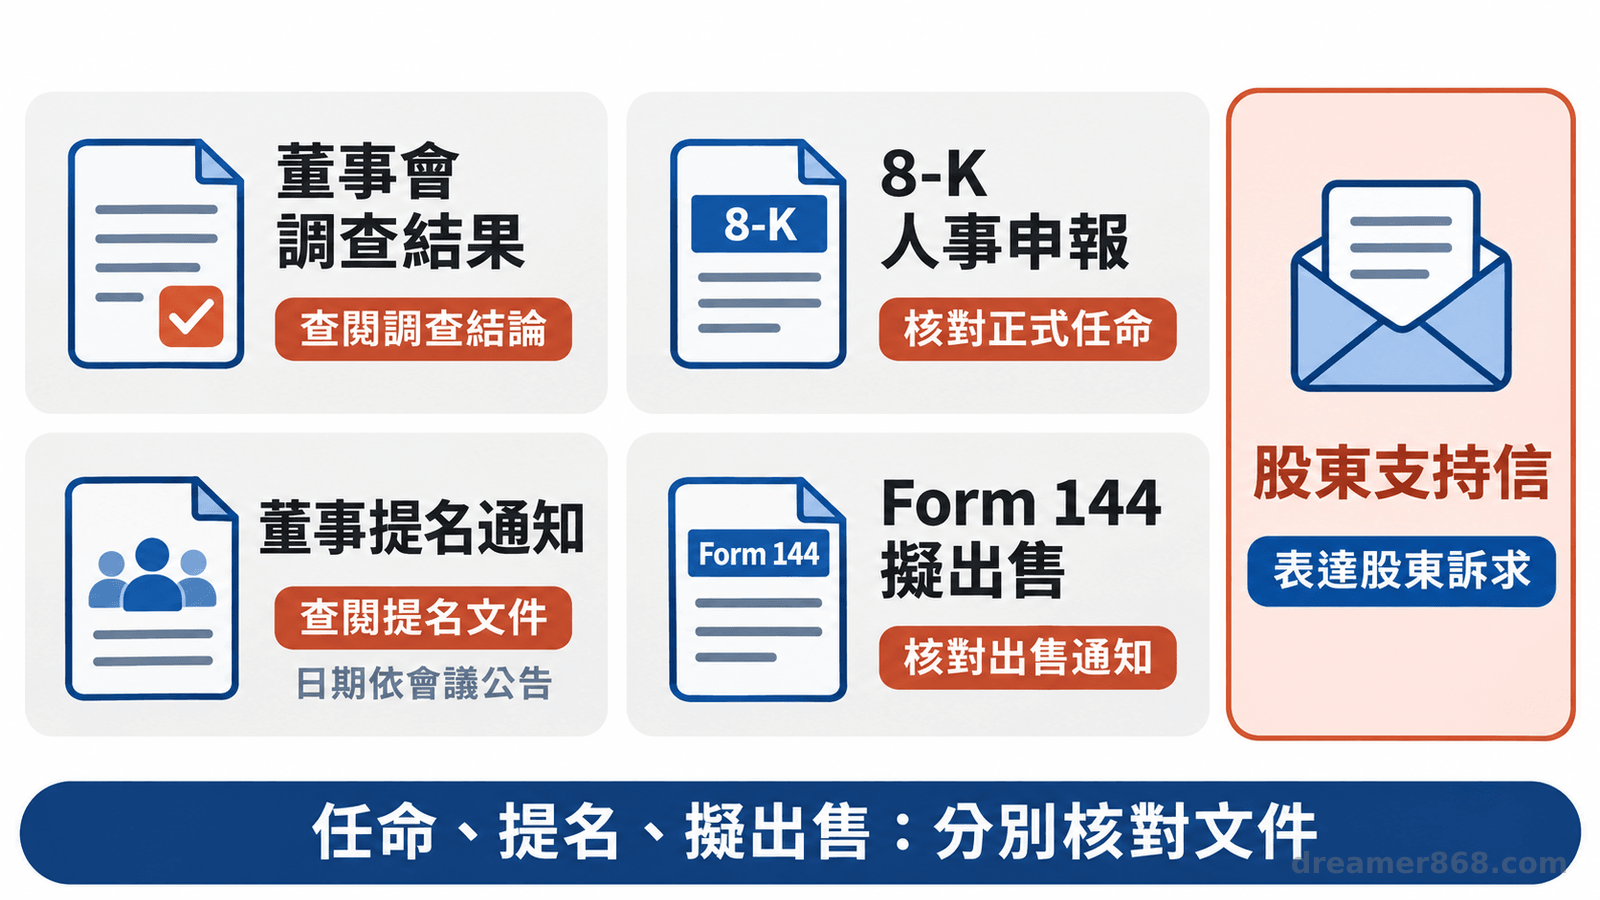 董事會
調查結果
查閱調查結論
8-K
8-K
人事申報
核對正式任命
董事提名通知
查閱提名文件
日期依會議公告
Form 144
Form 144
擬出售
核對出售通知
股東支持信
表達股東訴求
任命、提名、擬出售：分別核對文件
dreamer868.com